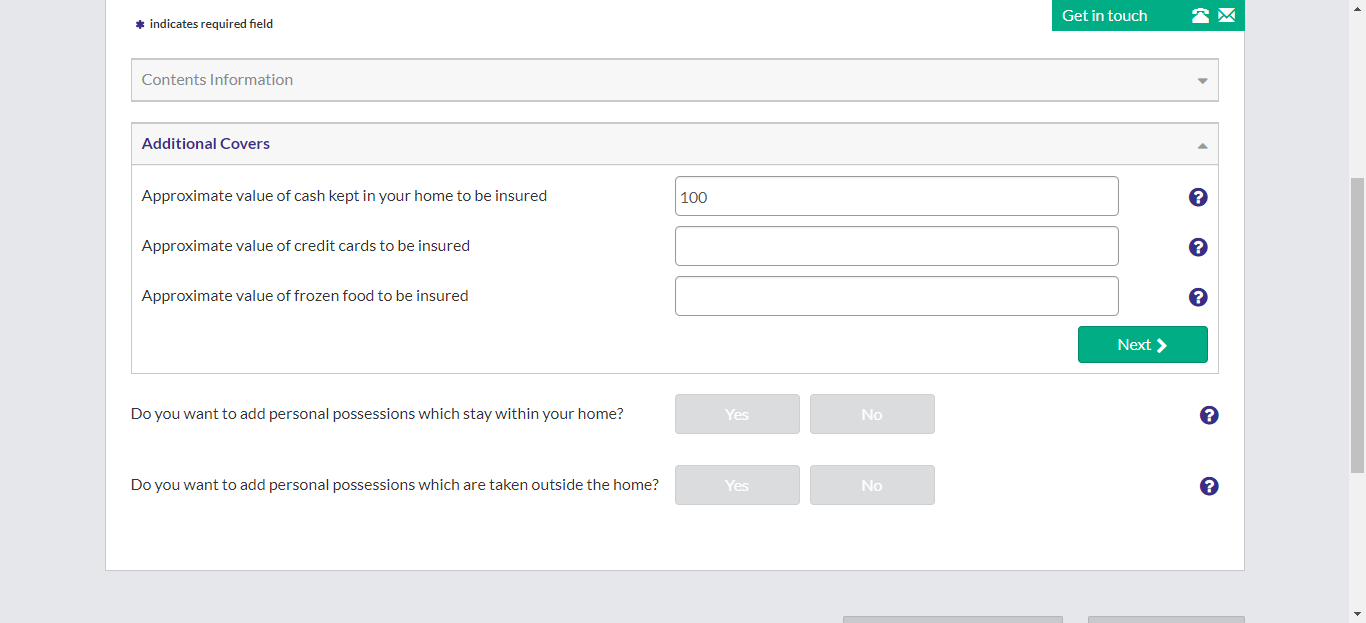 ✱ indicates required field
Get in touch
Contents Information
Additional Covers
Approximate value of cash kept in your home to be insured
100
Approximate value of credit cards to be insured
Approximate value of frozen food to be insured
Next
Do you want to add personal possessions which stay within your home?
Yes
No
Do you want to add personal possessions which are taken outside the home?
Yes
No